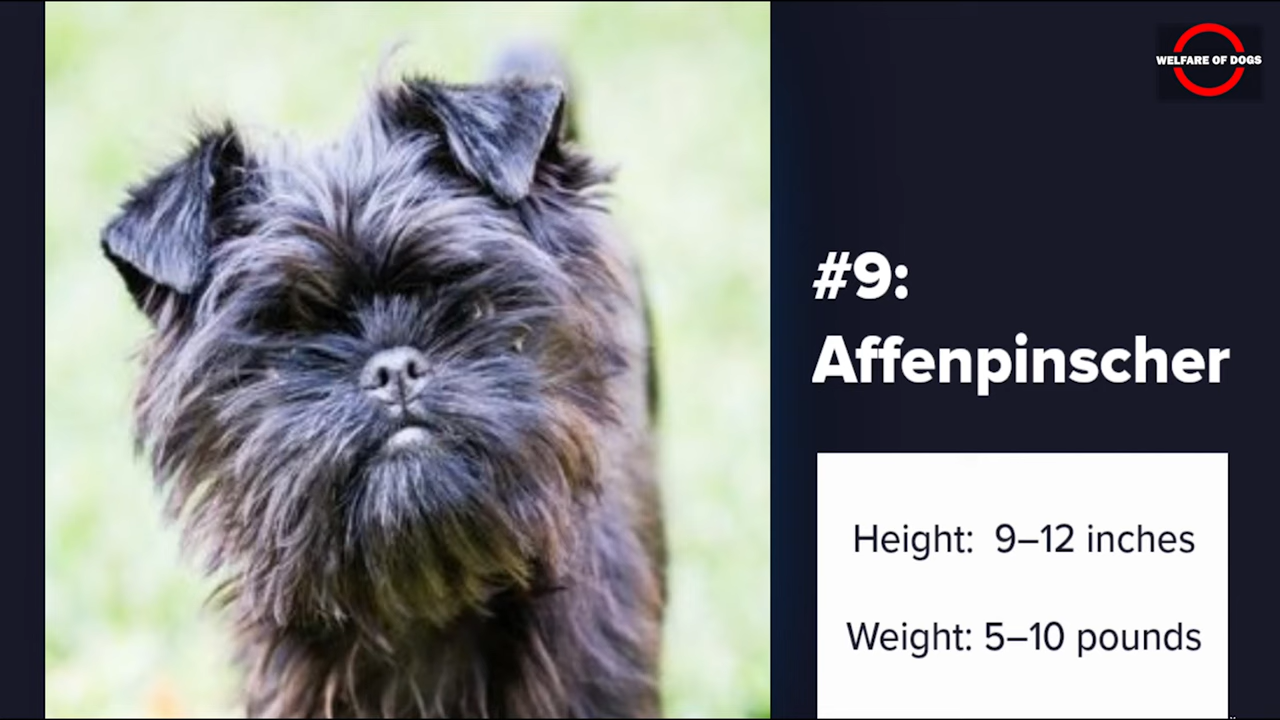 WELFARE OF DOGS
#9:
Affenpinscher
Height: 9–12 inches
Weight: 5–10 pounds